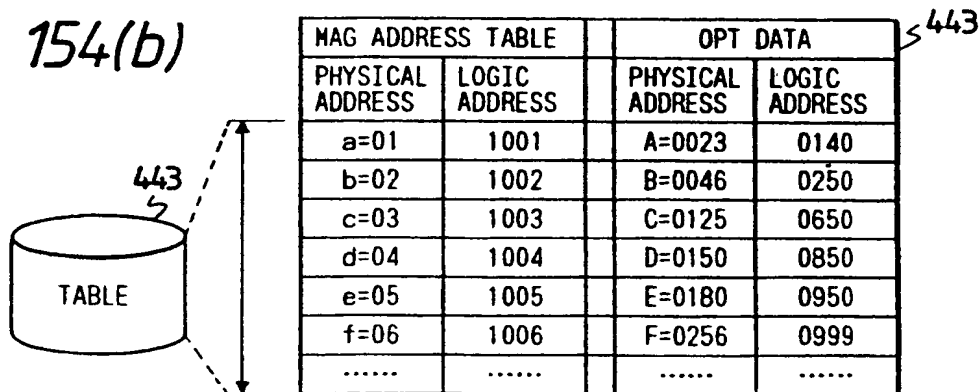 154(b)
443
MAG ADDRESS TABLE OPT DATA
PHYSICAL ADDRESS LOGIC ADDRESS PHYSICAL ADDRESS LOGIC ADDRESS
a=01 1001 A=0023 0140
b=02 1002 B=0046 0250
c=03 1003 C=0125 0650
d=04 1004 D=0150 0850
e=05 1005 E=0180 0950
f=06 1006 F=0256 0999
...... ...... ...... ......
443
TABLE